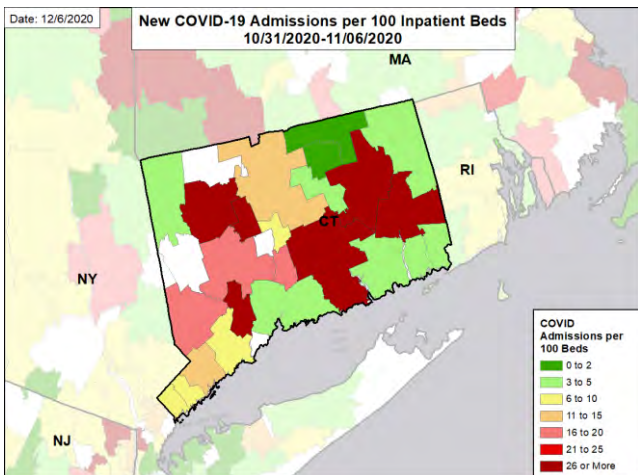 Date: 12/6/2020
New COVID-19 Admissions per 100 Inpatient Beds
10/31/2020-11/06/2020
MA
RI
CT
NY
NJ
COVID
Admissions per
100 Beds
0 to 2
3 to 5
6 to 10
11 to 15
16 to 20
21 to 25
26 or More